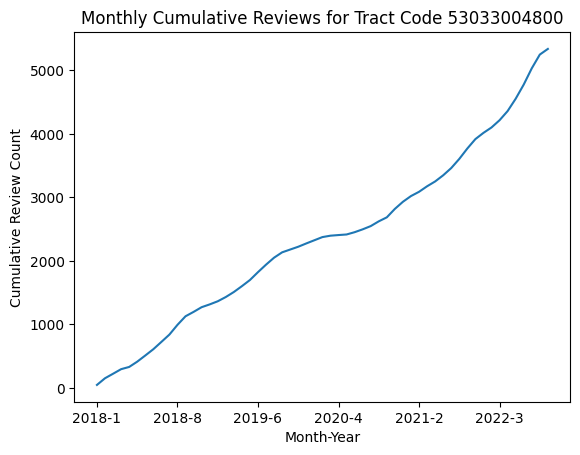 Monthly Cumulative Reviews for Tract Code 53033004800
Cumulative Review Count
5000
4000
3000
2000
1000
0
2018-1 2018-8 2019-6 2020-4 2021-2 2022-3
Month-Year